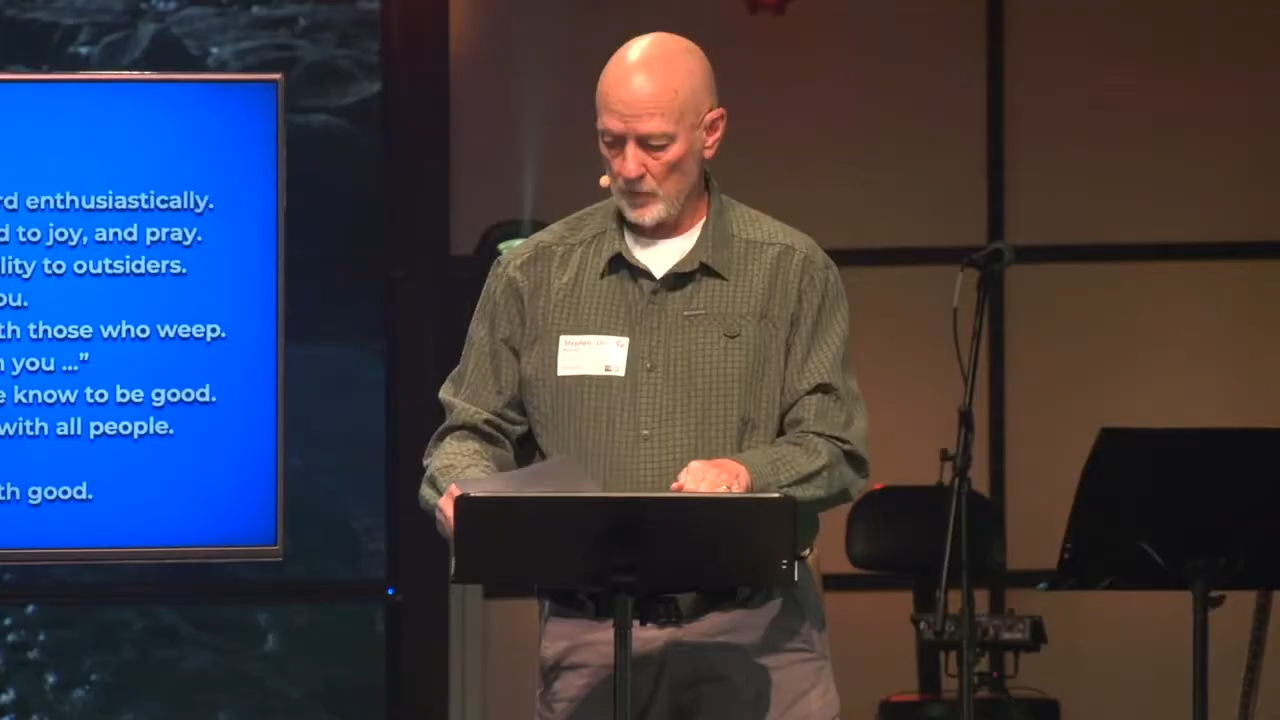 rd enthusiastically.
d to joy, and pray.
lity to outsiders.
ou.
th those who weep.
n you ...”
e know to be good.
with all people.
th good.
Stephen